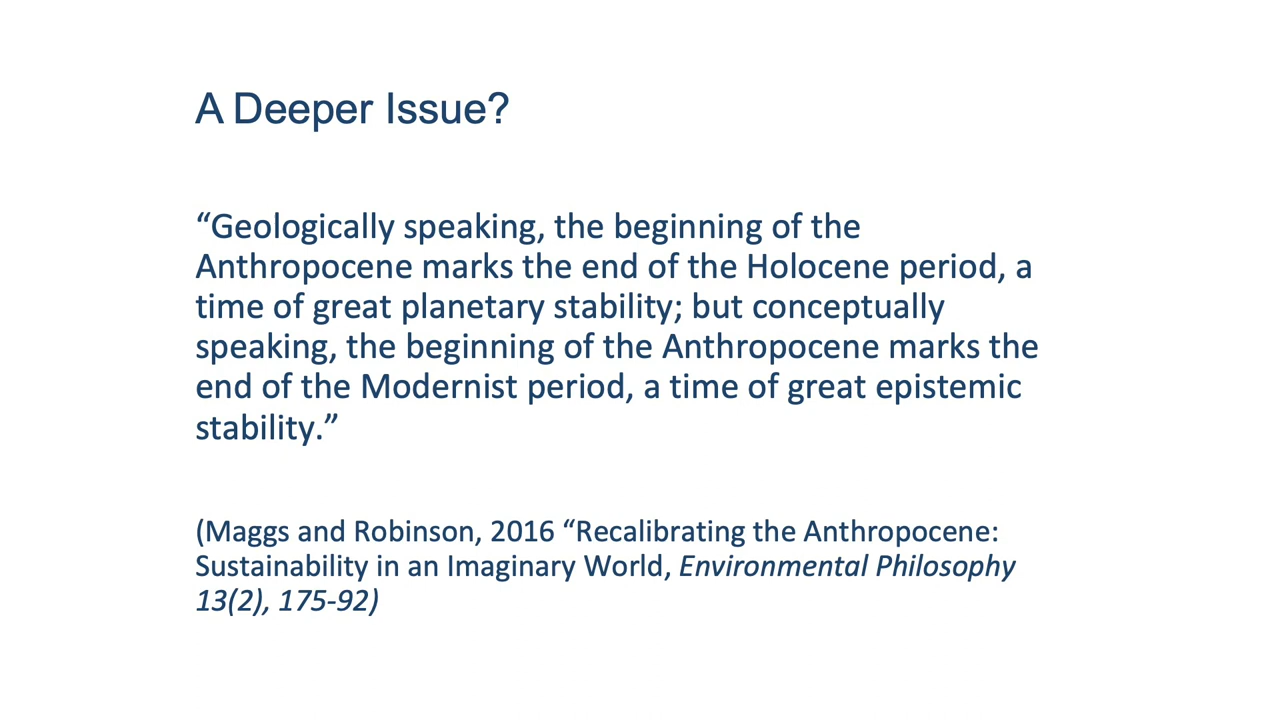 A Deeper Issue?
“Geologically speaking, the beginning of the
Anthropocene marks the end of the Holocene period, a
time of great planetary stability; but conceptually
speaking, the beginning of the Anthropocene marks the
end of the Modernist period, a time of great epistemic
stability.”
(Maggs and Robinson, 2016 “Recalibrating the Anthropocene:
Sustainability in an Imaginary World, Environmental Philosophy
13(2), 175-92)